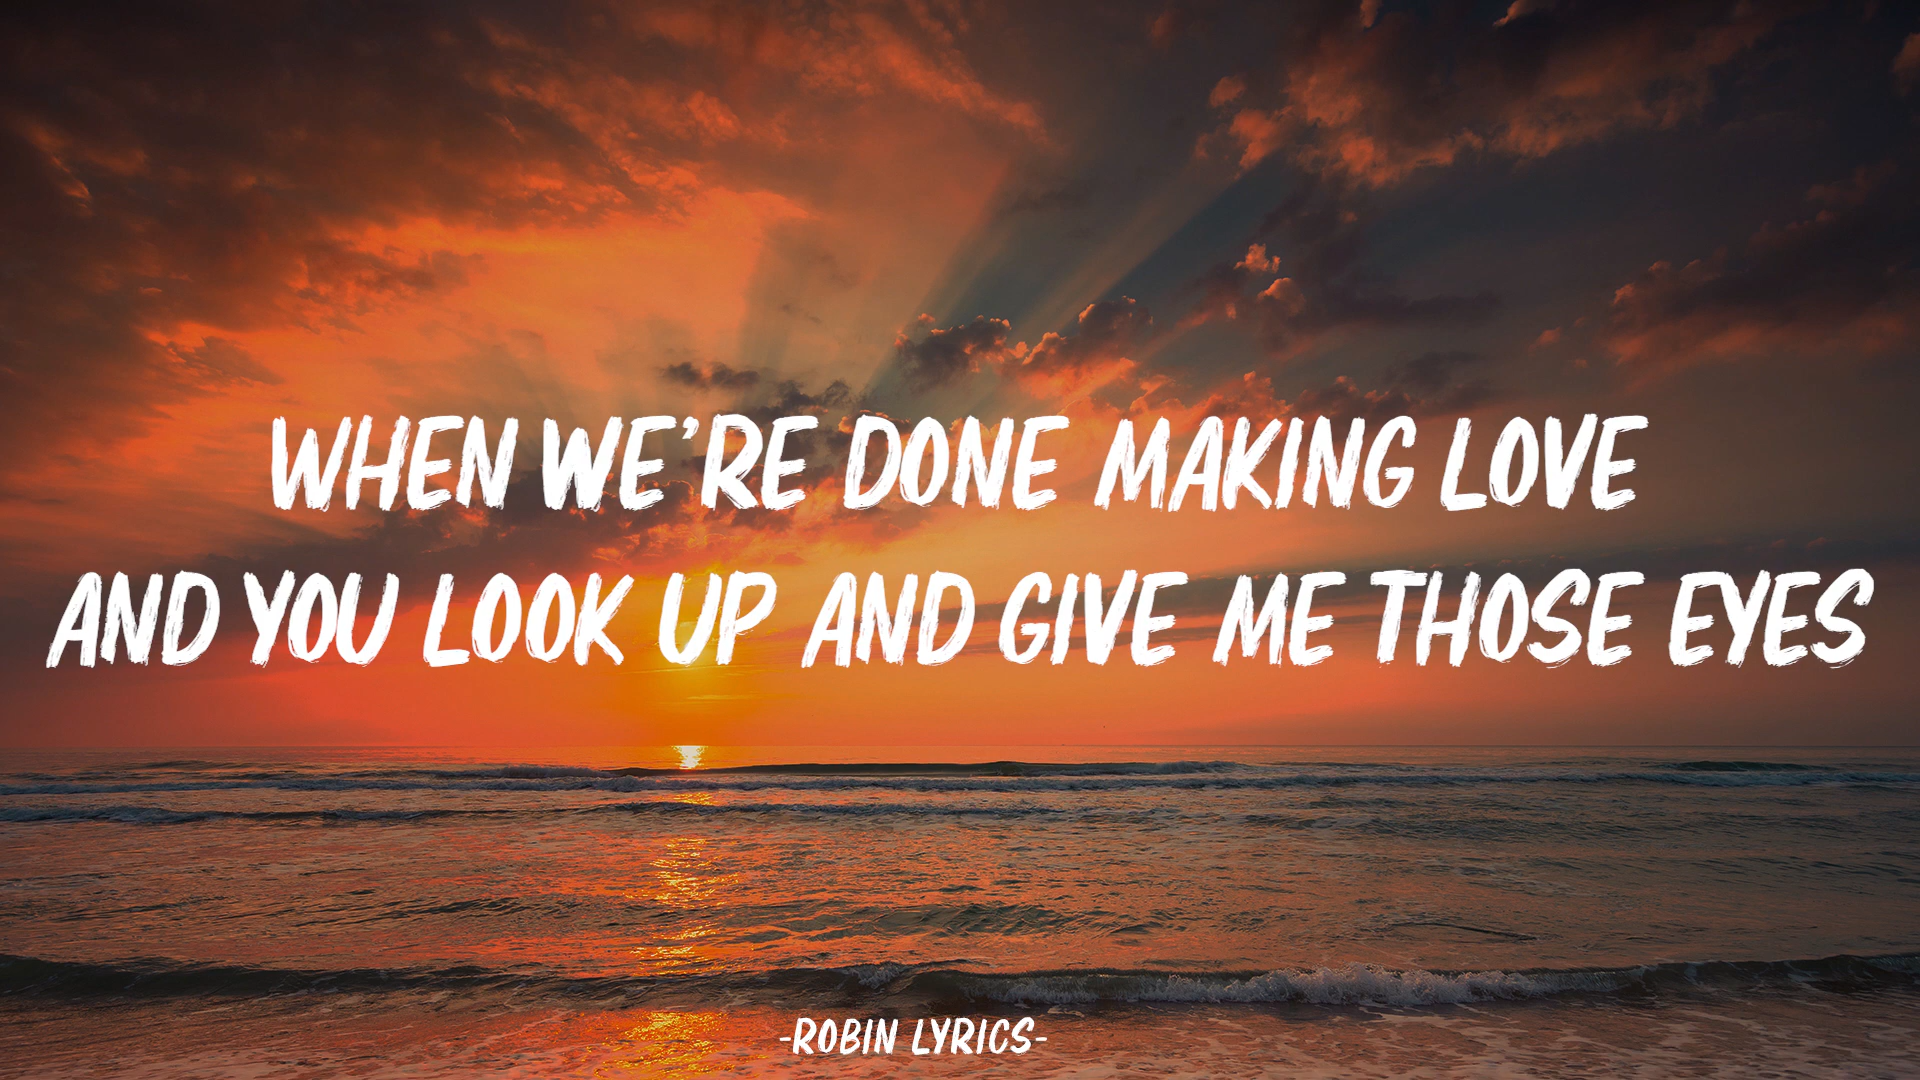 WHEN WE'RE DONE MAKING LOVE
AND YOU LOOK UP AND GIVE ME THOSE EYES
-ROBIN LYRICS-